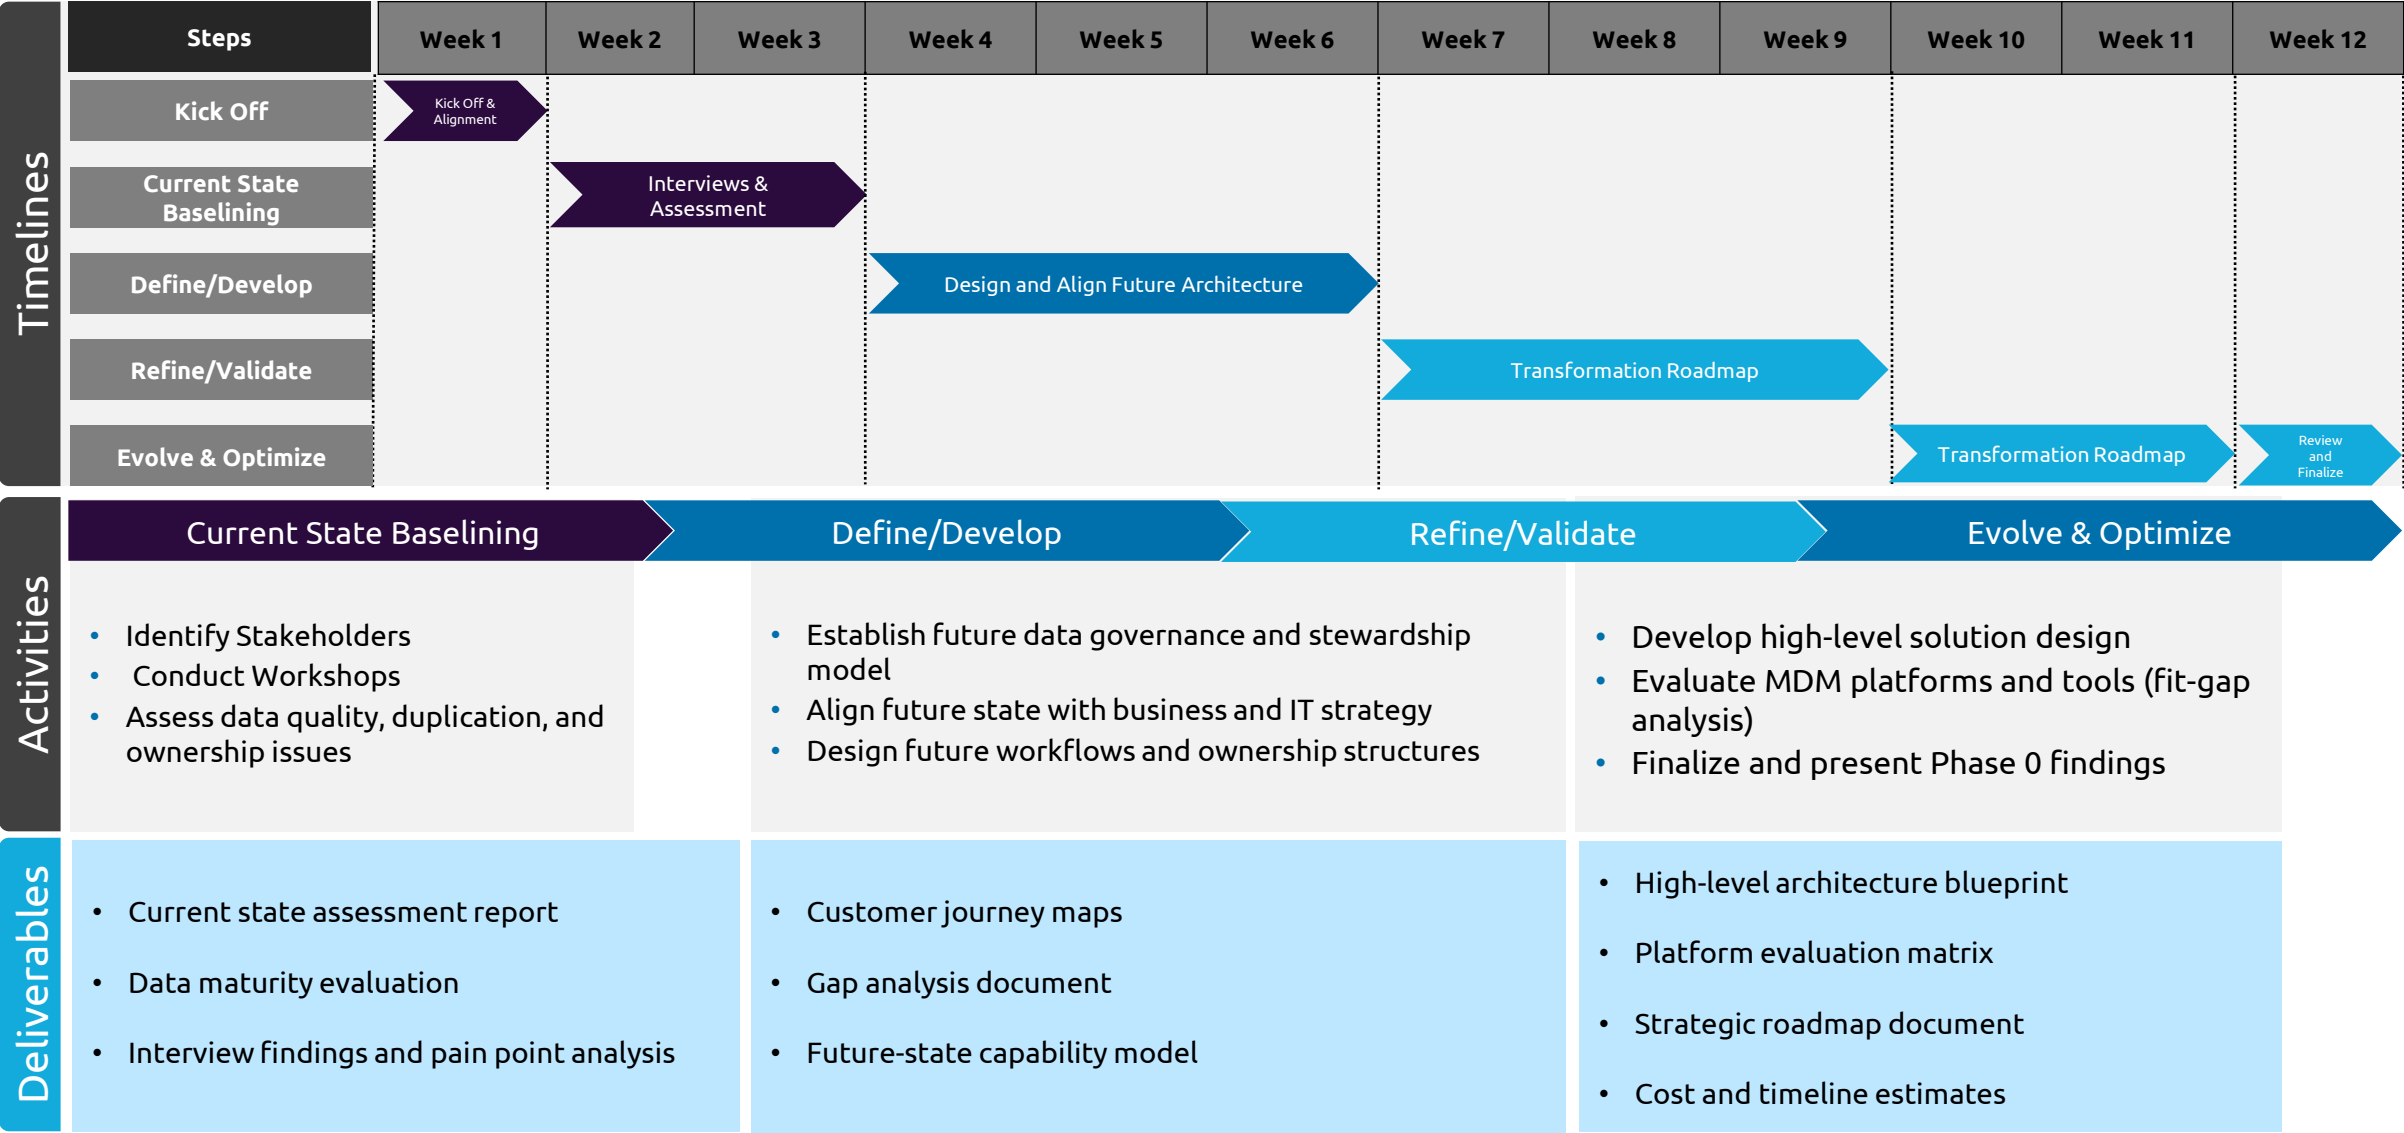 Timelines
Steps
Week 1
Week 2
Week 3
Week 4
Week 5
Week 6
Week 7
Week 8
Week 9
Week 10
Week 11
Week 12
Kick Off
Kick Off &
Alignment
Current State
Baselining
Interviews &
Assessment
Define/Develop
Design and Align Future Architecture
Refine/Validate
Transformation Roadmap
Evolve & Optimize
Transformation Roadmap
Review
and
Finalize
Activities
Current State Baselining
Define/Develop
Refine/Validate
Evolve & Optimize
• Identify Stakeholders
• Conduct Workshops
• Assess data quality, duplication, and
ownership issues
• Establish future data governance and stewardship
model
• Align future state with business and IT strategy
• Design future workflows and ownership structures
• Develop high-level solution design
• Evaluate MDM platforms and tools (fit-gap
analysis)
• Finalize and present Phase 0 findings
Deliverables
• Current state assessment report
• Data maturity evaluation
• Interview findings and pain point analysis
• Customer journey maps
• Gap analysis document
• Future-state capability model
• High-level architecture blueprint
• Platform evaluation matrix
• Strategic roadmap document
• Cost and timeline estimates